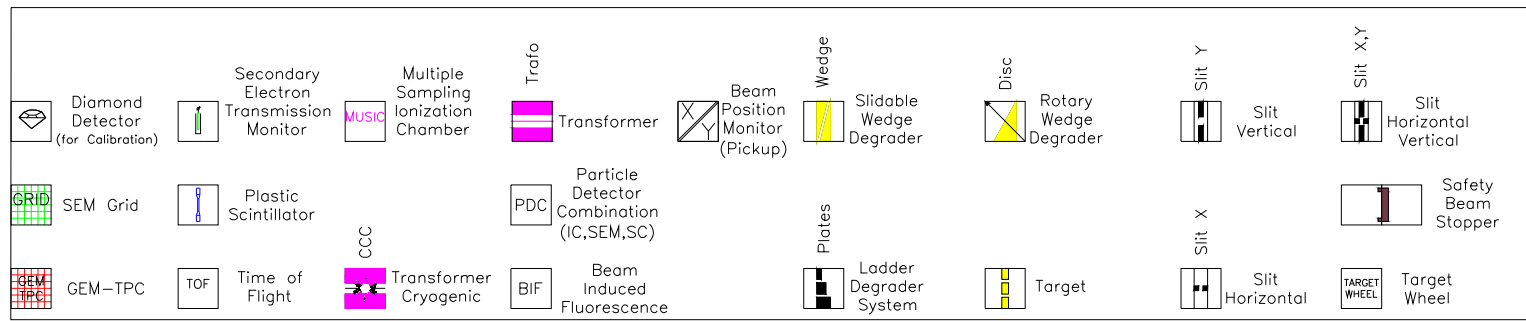 Diamond
Detector
(for Calibration)
GRID
SEM Grid
GEM
TPC
GEM-TPC
Secondary
Electron
Transmission
Monitor
Plastic
Scintillator
TOF
Time of
Flight
MUSIC
Multiple
Sampling
Ionization
Chamber
CCC
Transformer
Cryogenic
Trafo
Transformer
PDC
Particle
Detector
Combination
(IC,SEM,SC)
BIF
Beam
Induced
Fluorescence
X
Y
Beam
Position
Monitor
(Pickup)
Wedge
Slidable
Wedge
Degrader
Plates
Ladder
Degrader
System
Disc
Rotary
Wedge
Degrader
Target
Slit Y
Slit
Vertical
Slit X
Slit
Horizontal
Slit X,Y
Slit
Horizontal
Vertical
Safety
Beam
Stopper
TARGET
WHEEL
Target
Wheel